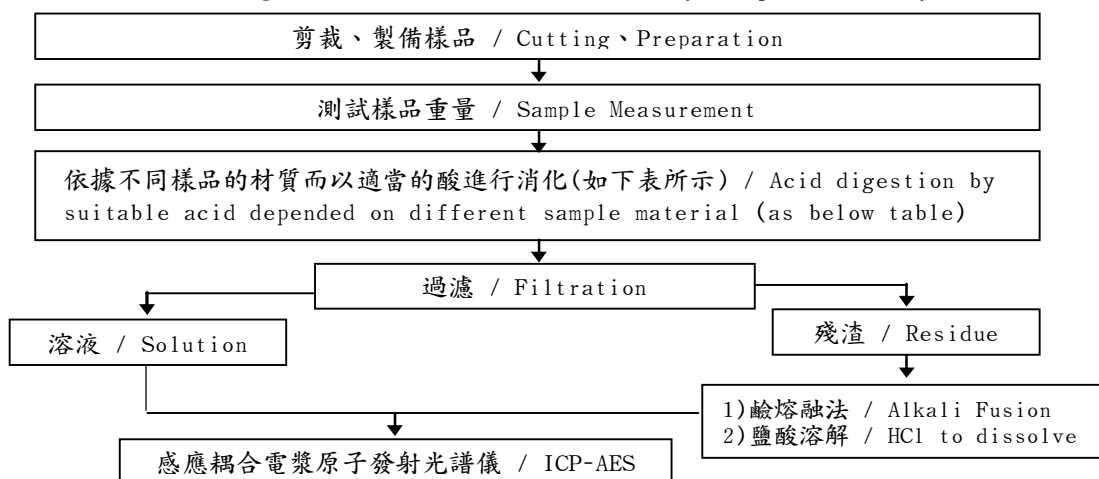 剪裁、製備樣品 / Cutting、Preparation
測試樣品重量 / Sample Measurement
依據不同樣品的材質而以適當的酸進行消化(如下表所示) / Acid digestion by
suitable acid depended on different sample material (as below table)
過濾 / Filtration
溶液 / Solution
殘渣 / Residue
1)鹼熔融法 / Alkali Fusion
2)鹽酸溶解 / HCl to dissolve
感應耦合電漿原子發射光譜儀 / ICP-AES